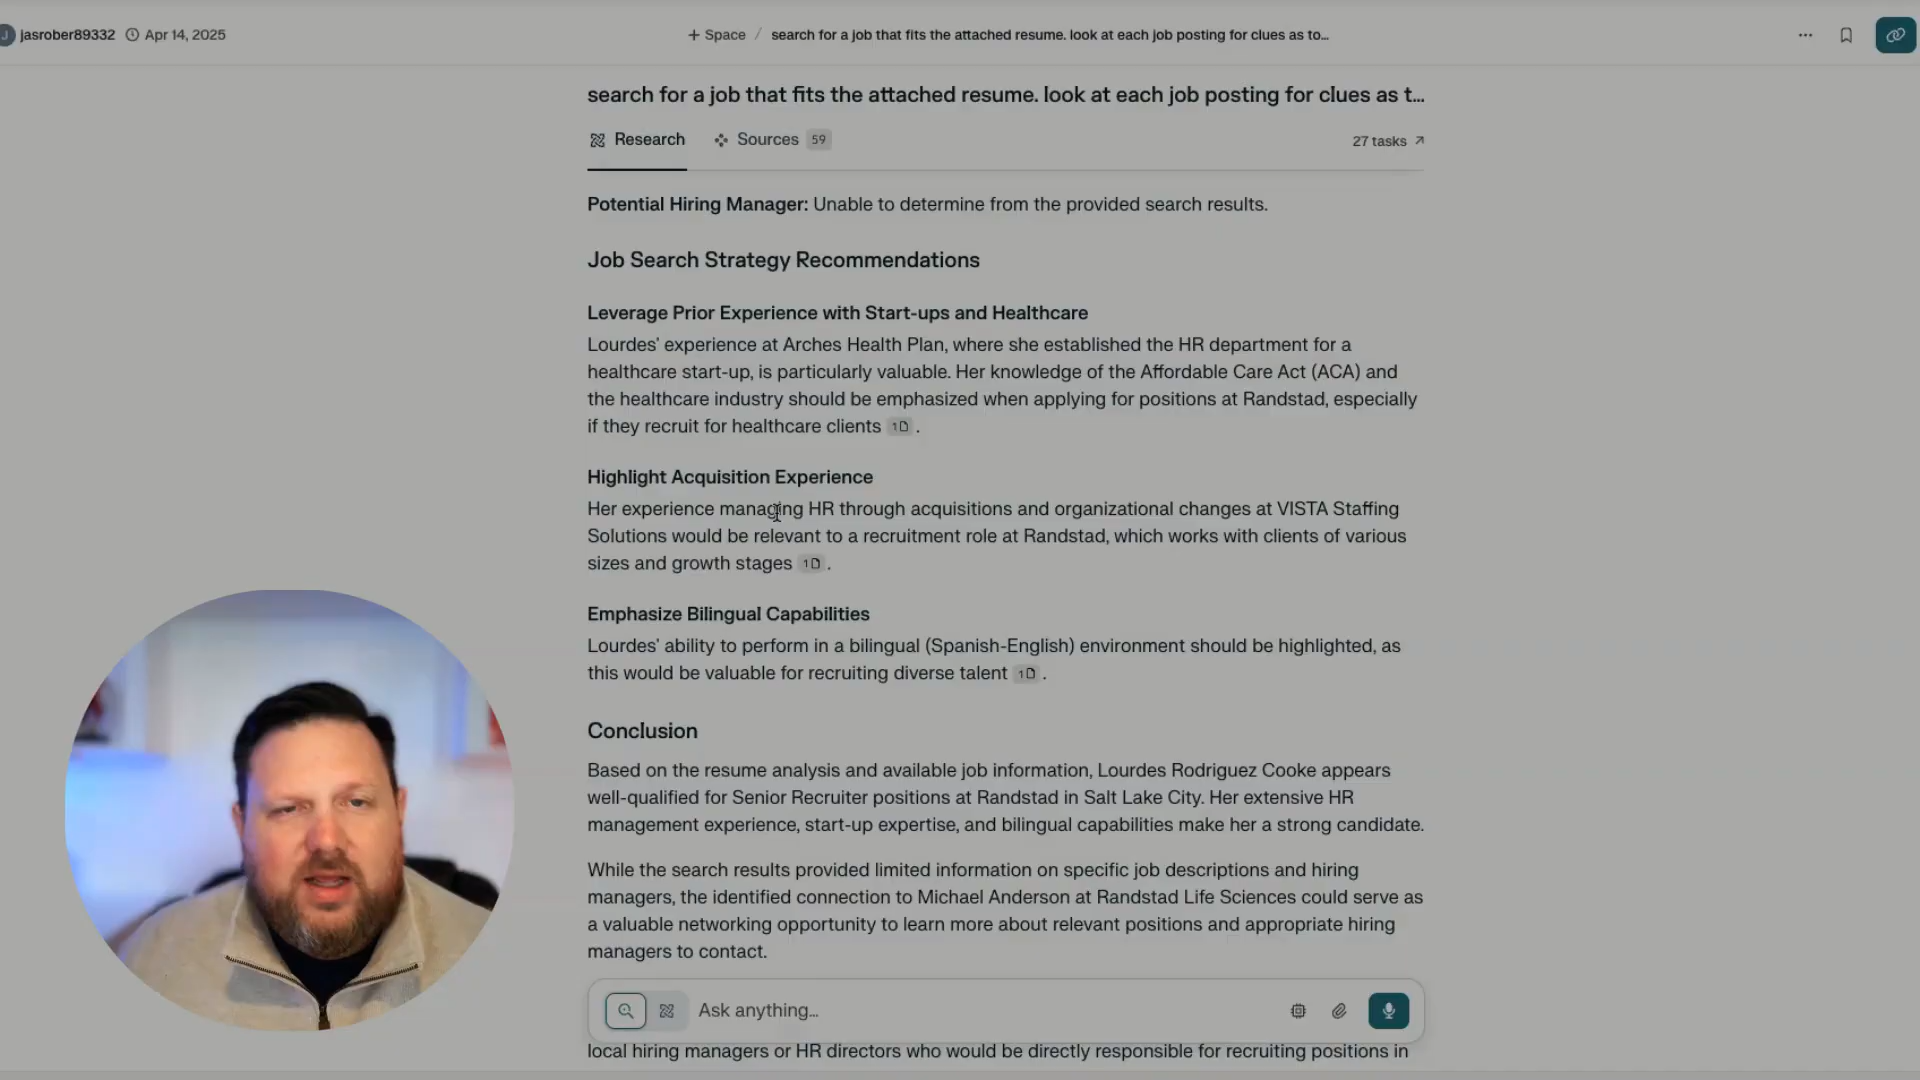 J jasrober89332 Apr 14, 2025
+ Space / search for a job that fits the attached resume. look at each job posting for clues as to…
search for a job that fits the attached resume. look at each job posting for clues as t…
Research Sources 59 27 tasks
Potential Hiring Manager: Unable to determine from the provided search results.
Job Search Strategy Recommendations
Leverage Prior Experience with Start-ups and Healthcare
Lourdes' experience at Arches Health Plan, where she established the HR department for a
healthcare start-up, is particularly valuable. Her knowledge of the Affordable Care Act (ACA) and
the healthcare industry should be emphasized when applying for positions at Randstad, especially
if they recruit for healthcare clients 1 .
Highlight Acquisition Experience
Her experience managing HR through acquisitions and organizational changes at VISTA Staffing
Solutions would be relevant to a recruitment role at Randstad, which works with clients of various
sizes and growth stages 1 .
Emphasize Bilingual Capabilities
Lourdes' ability to perform in a bilingual (Spanish-English) environment should be highlighted, as
this would be valuable for recruiting diverse talent 1 .
Conclusion
Based on the resume analysis and available job information, Lourdes Rodriguez Cooke appears
well-qualified for Senior Recruiter positions at Randstad in Salt Lake City. Her extensive HR
management experience, start-up expertise, and bilingual capabilities make her a strong candidate.
While the search results provided limited information on specific job descriptions and hiring
managers, the identified connection to Michael Anderson at Randstad Life Sciences could serve as
a valuable networking opportunity to learn more about relevant positions and appropriate hiring
managers to contact.
Ask anything…
local hiring managers or HR directors who would be directly responsible for recruiting positions in